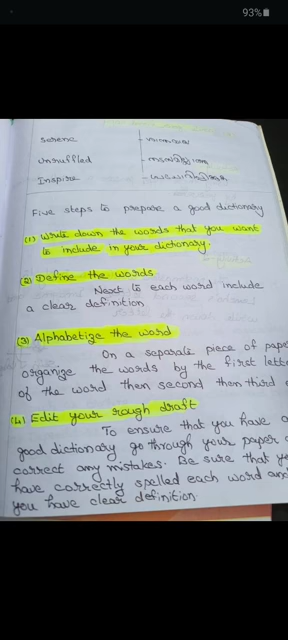 93%
serene
unruffled
Inspire
Five steps to prepare a good dictionary
(1) Write down the words that you want
to include in your dictionary.
(2) Define the words
Next to each word include
a clear definition
(3) Alphabetize the word
On a separate piece of
organize the words by the first
of the word then second then third
(4) Edit your rough draft
To ensure that you have a
good dictionary go through your paper
correct any mistakes. Be sure that
have correctly spelled each word and
you have clear definition.